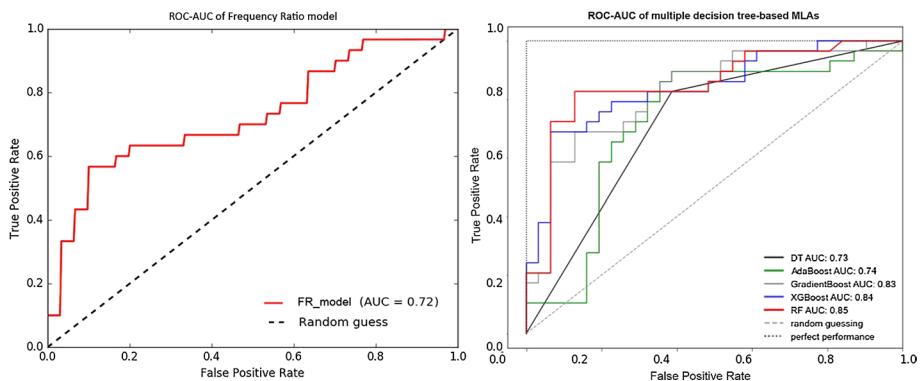 ROC-AUC of Frequency Ratio model
1.0
0.8
0.6
0.4
0.2
0.0
True Positive Rate
FR_model (AUC = 0.72)
Random guess
0.0
0.2
0.4
0.6
0.8
1.0
False Positive Rate
ROC-AUC of multiple decision tree-based MLAs
1.0
0.8
0.6
0.4
0.2
0.0
True Positive Rate
DT AUC: 0.73
AdaBoost AUC: 0.74
GradientBoost AUC: 0.83
XGBoost AUC: 0.84
RF AUC: 0.85
random guessing
perfect performance
0.0
0.2
0.4
0.6
0.8
1.0
False Positive Rate